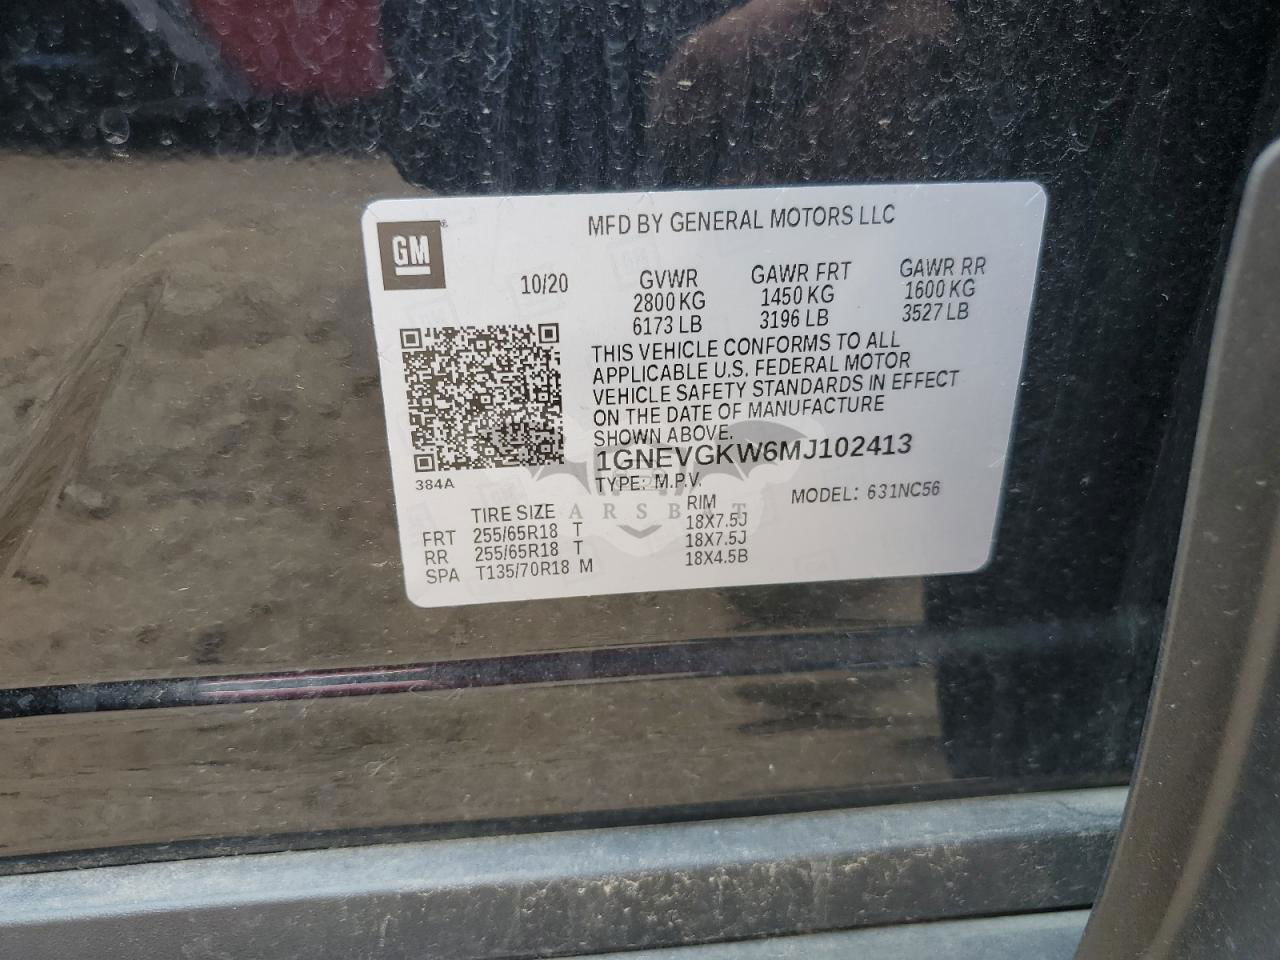 MFD BY GENERAL MOTORS LLC
GM
10/20 GVWR GAWR FRT GAWR RR
2800 KG 1450 KG 1600 KG
6173 LB 3196 LB 3527 LB
THIS VEHICLE CONFORMS TO ALL
APPLICABLE U.S. FEDERAL MOTOR
VEHICLE SAFETY STANDARDS IN EFFECT
ON THE DATE OF MANUFACTURE
SHOWN ABOVE.
1GNEVGKW6MJ102413
384A
TYPE: M.P.V. MODEL: 631NC56
TIRE SIZE RIM
FRT 255/65R18 T 18X7.5J
RR 255/65R18 T 18X7.5J
SPA T135/70R18 M 18X4.5B